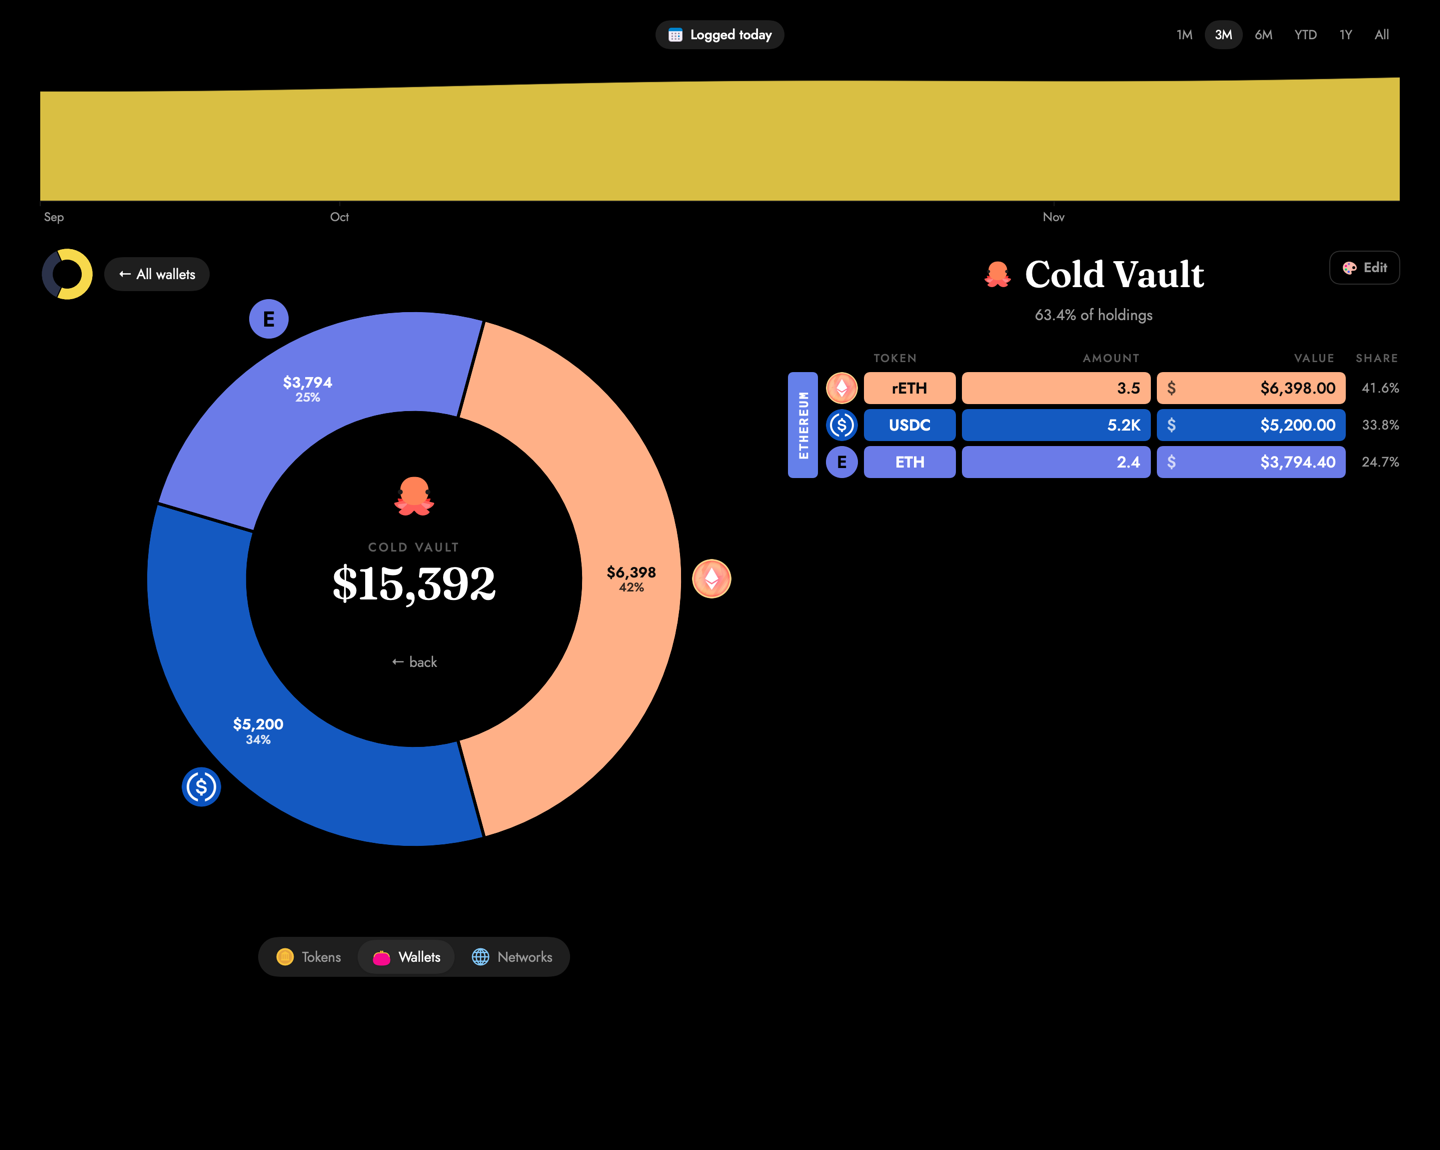 Logged today
1M 3M 6M YTD 1Y All
Sep Oct Nov
← All wallets
E
$3,794
25%
$6,398
42%
$5,200
34%
COLD VAULT
$15,392
← back
Tokens Wallets Networks
Cold Vault
Edit
63.4% of holdings
TOKEN AMOUNT VALUE SHARE
ETHEREUM
rETH 3.5 $ $6,398.00 41.6%
USDC 5.2K $ $5,200.00 33.8%
E ETH 2.4 $ $3,794.40 24.7%